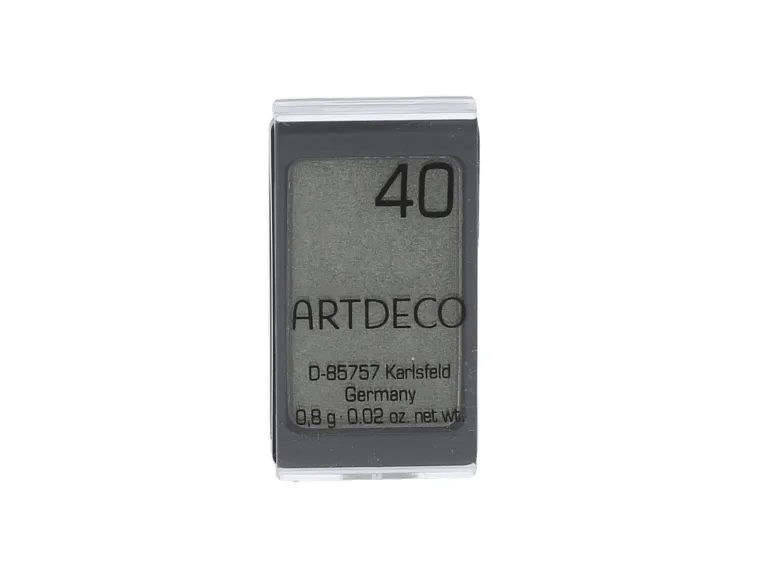 40
ARTDECO
D-85757 Karlsfeld
Germany
0,8 g · 0.02 oz. net wt.